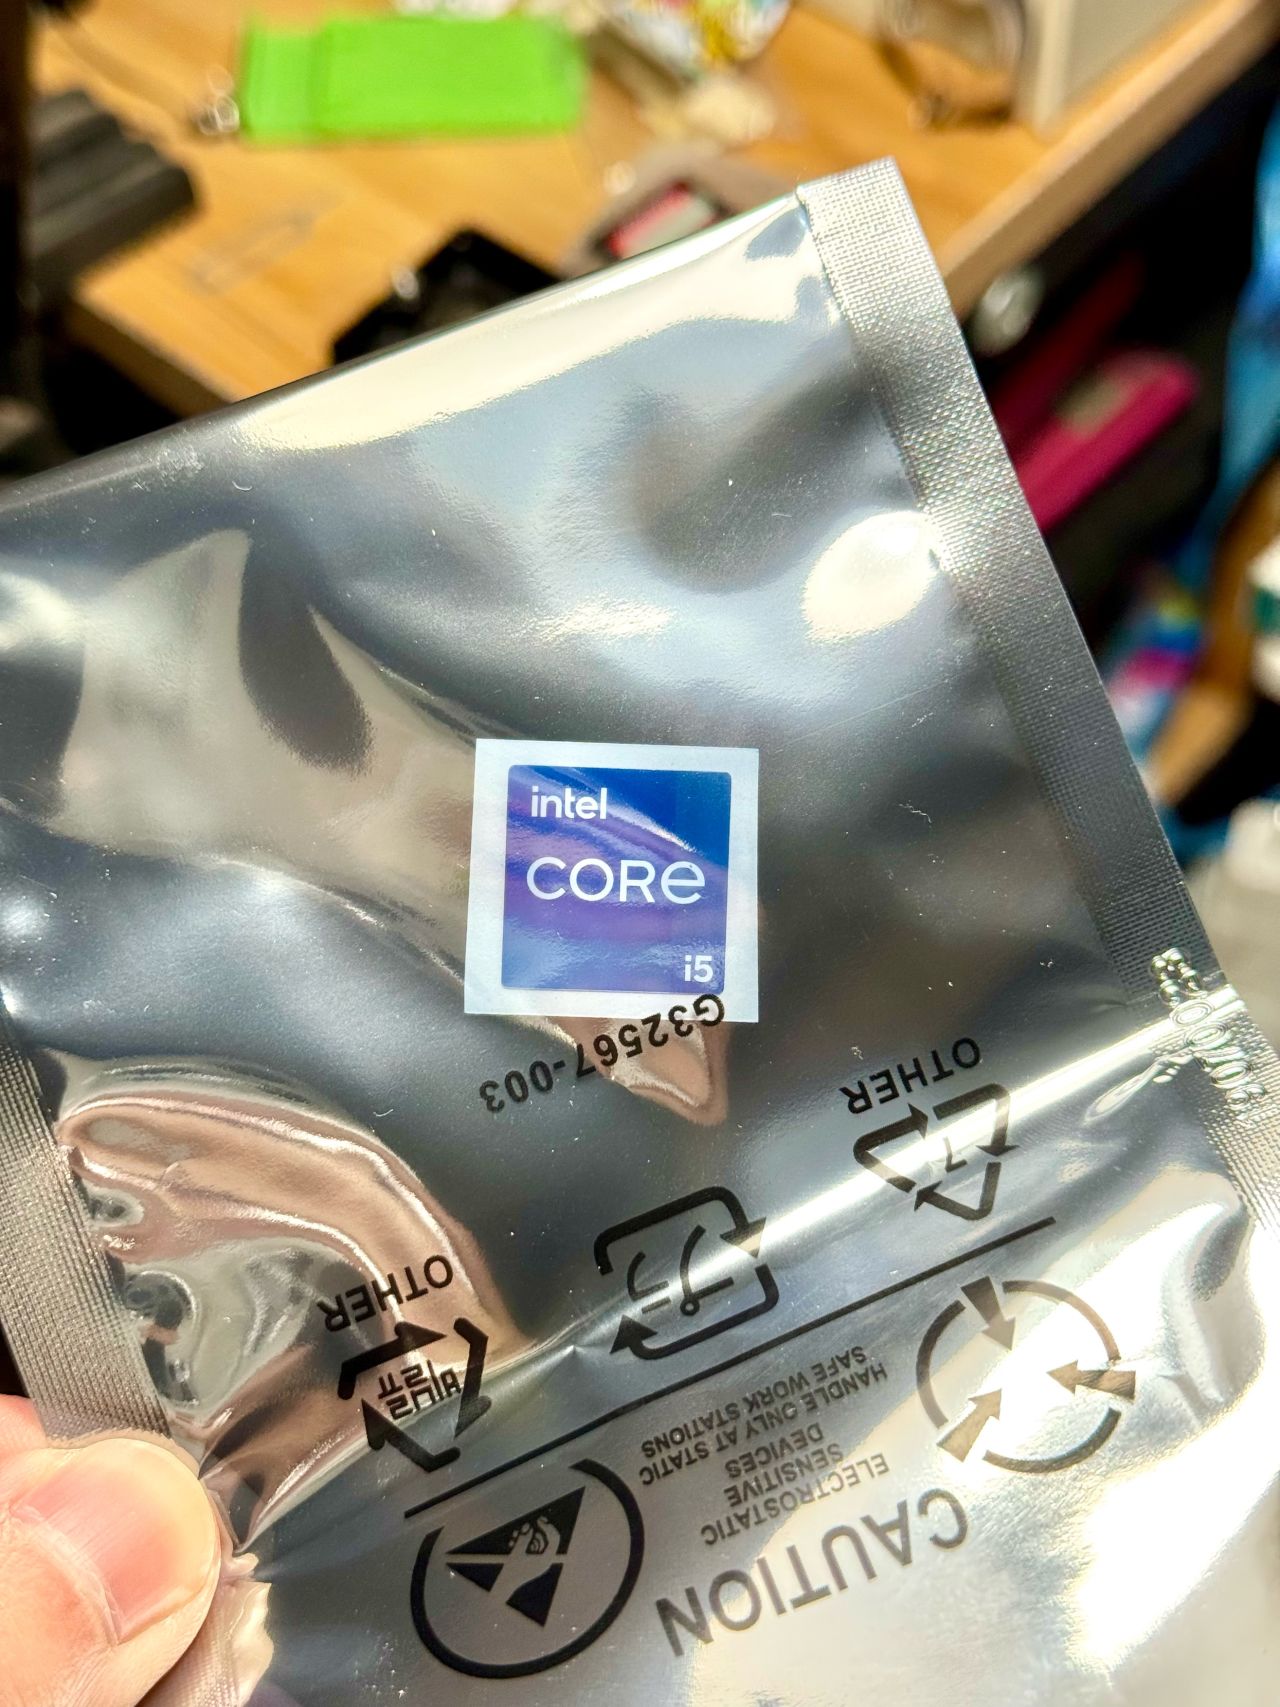 intel
CORe
i5
CAUTION
ELECTROSTATIC
SENSITIVE
DEVICES
HANDLE ONLY AT STATIC
SAFE WORK STATIONS
7
OTHER
비닐류
OTHER
G32567-003